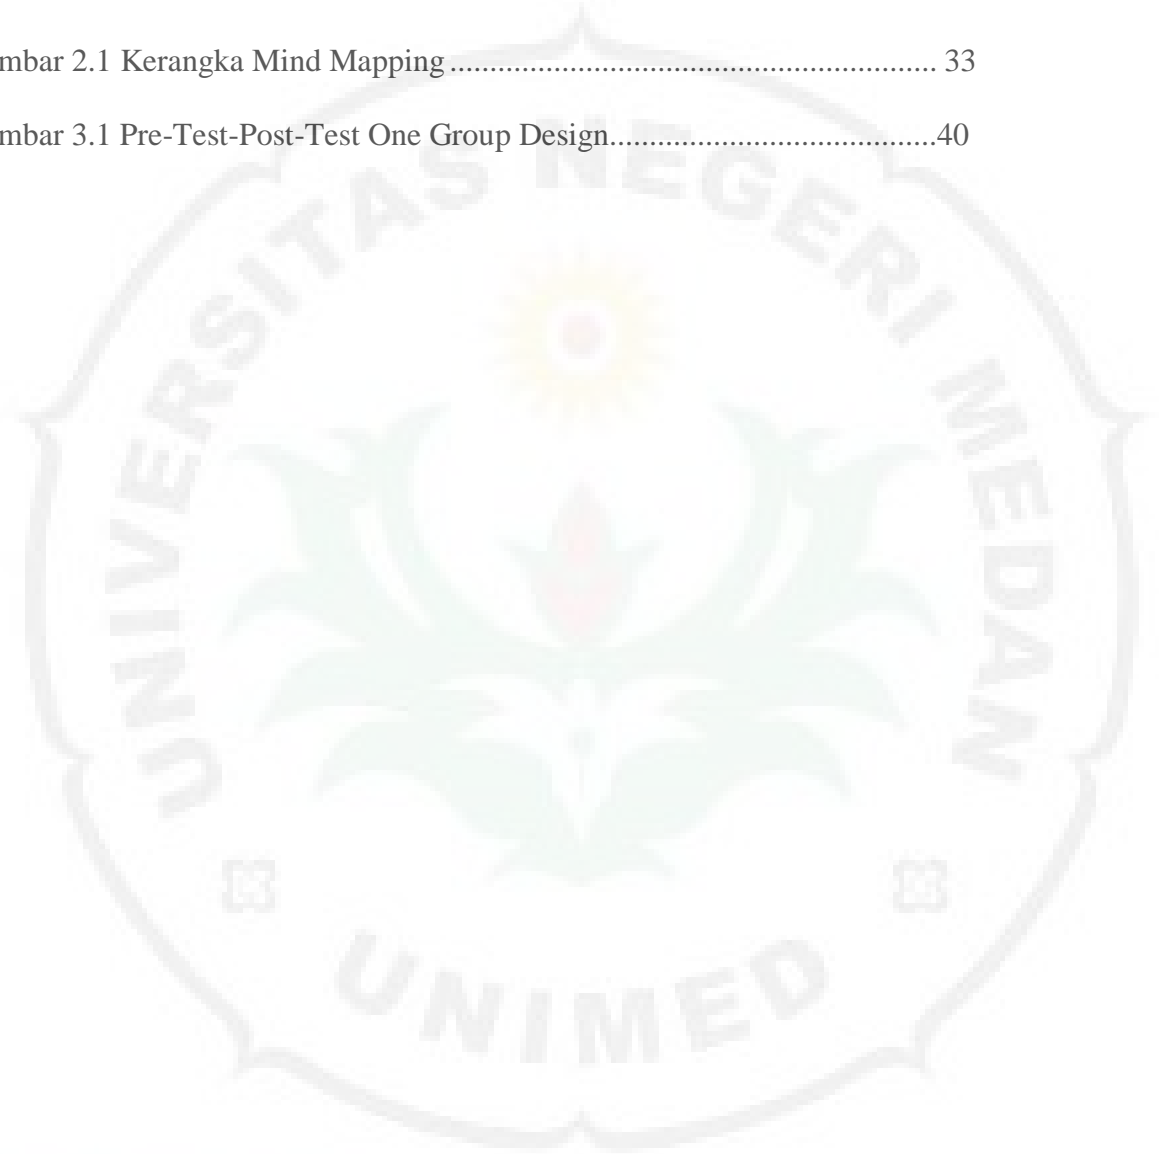 mbar 2.1 Kerangka Mind Mapping ............................................................. 33
mbar 3.1 Pre-Test-Post-Test One Group Design.........................................40
UNIVERSITAS NEGERI MEDAN
UNIMED